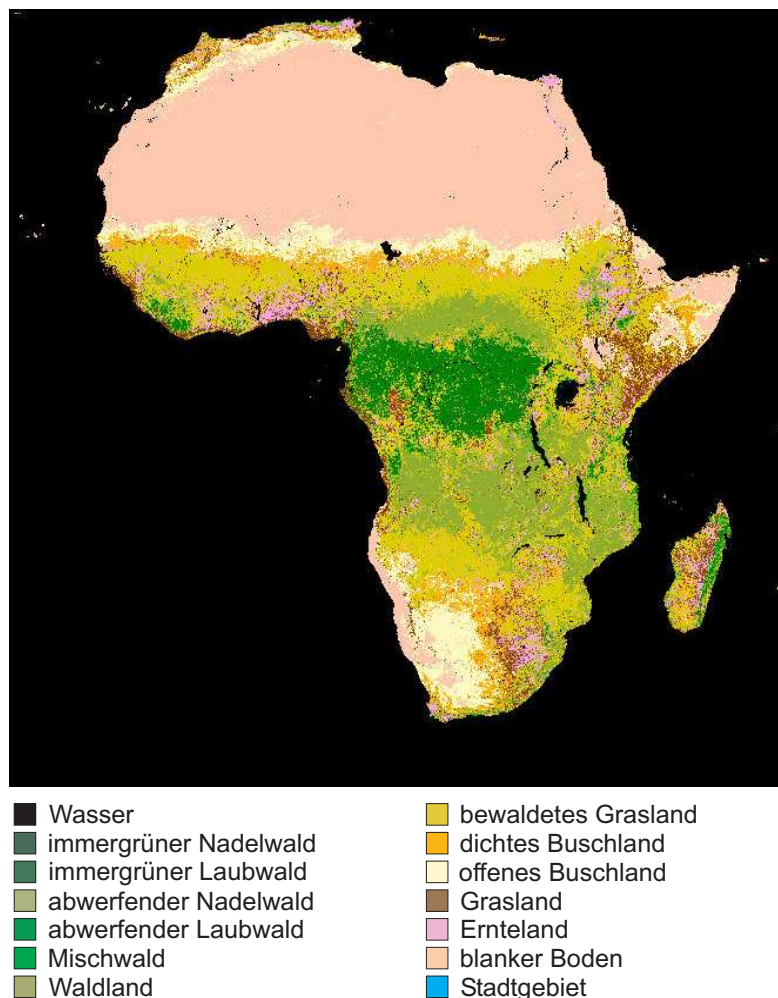 Wasser
immergrüner Nadelwald
immergrüner Laubwald
abwerfender Nadelwald
abwerfender Laubwald
Mischwald
Waldland
bewaldetes Grasland
dichtes Buschland
offenes Buschland
Grasland
Ernteland
blanker Boden
Stadtgebiet